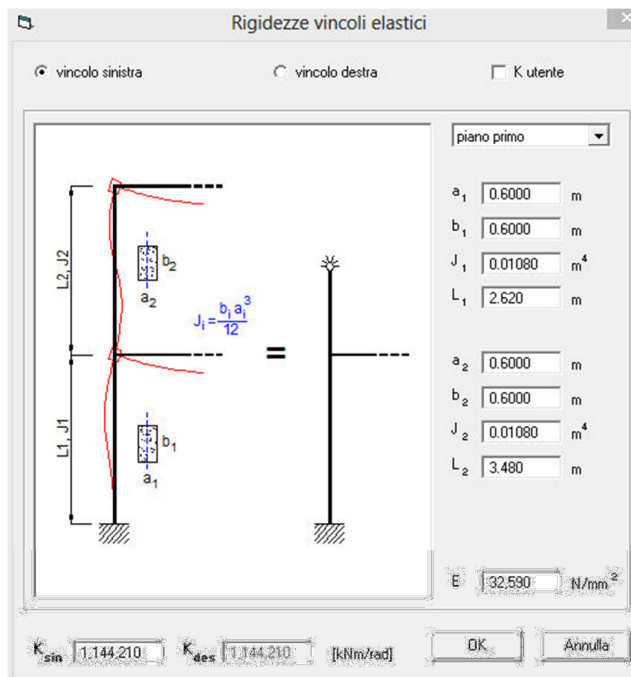 Rigidezze vincoli elastici
vincolo sinistra
vincolo destra
K utente
piano primo
a1 0.6000 m
b1 0.6000 m
J1 0.01080 m4
L1 2.620 m
a2 0.6000 m
b2 0.6000 m
J2 0.01080 m4
L2 3.480 m
E 32,590 N/mm2
L2, J2
b2
a2
Ji = bi ai3
12
=
L1, J1
b1
a1
Ksin 1,144,210
Kdes 1,144,210 [kNm/rad]
OK
Annulla